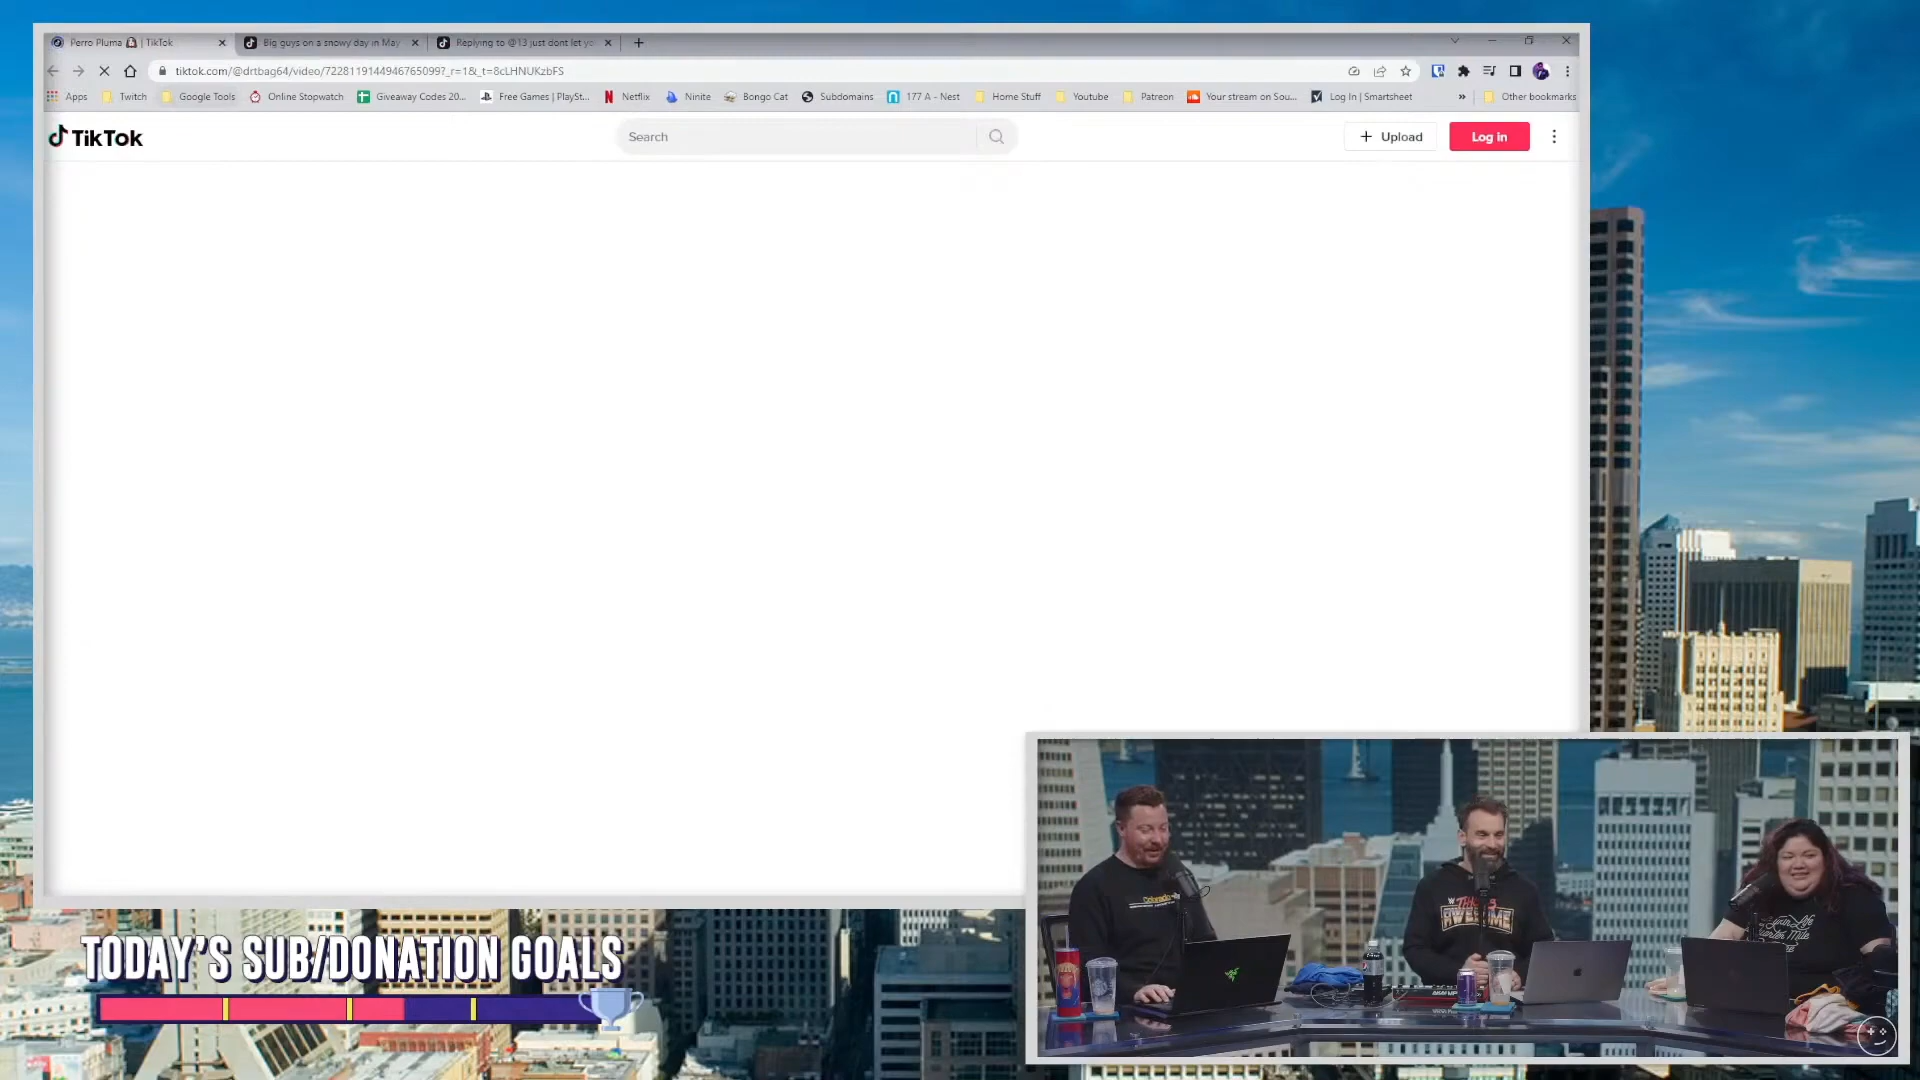 Perro Pluma | TikTok
Big guys on a snowy day in May
Replying to @13 just dont let yo
tiktok.com/@drtbag64/video/7228119144946765099?_r=1&_t=8cLHNUKzbFS
Apps Twitch Google Tools Online Stopwatch Giveaway Codes 20... Free Games | PlaySt... Netflix Ninite Bongo Cat Subdomains 177 A - Nest Home Stuff Youtube Patreon Your stream on Sou... Log In | Smartsheet » Other bookmarks
TikTok
Search
+ Upload
Log in
Colorado
W THING
AWESOME
TODAY'S SUB/DONATION GOALS